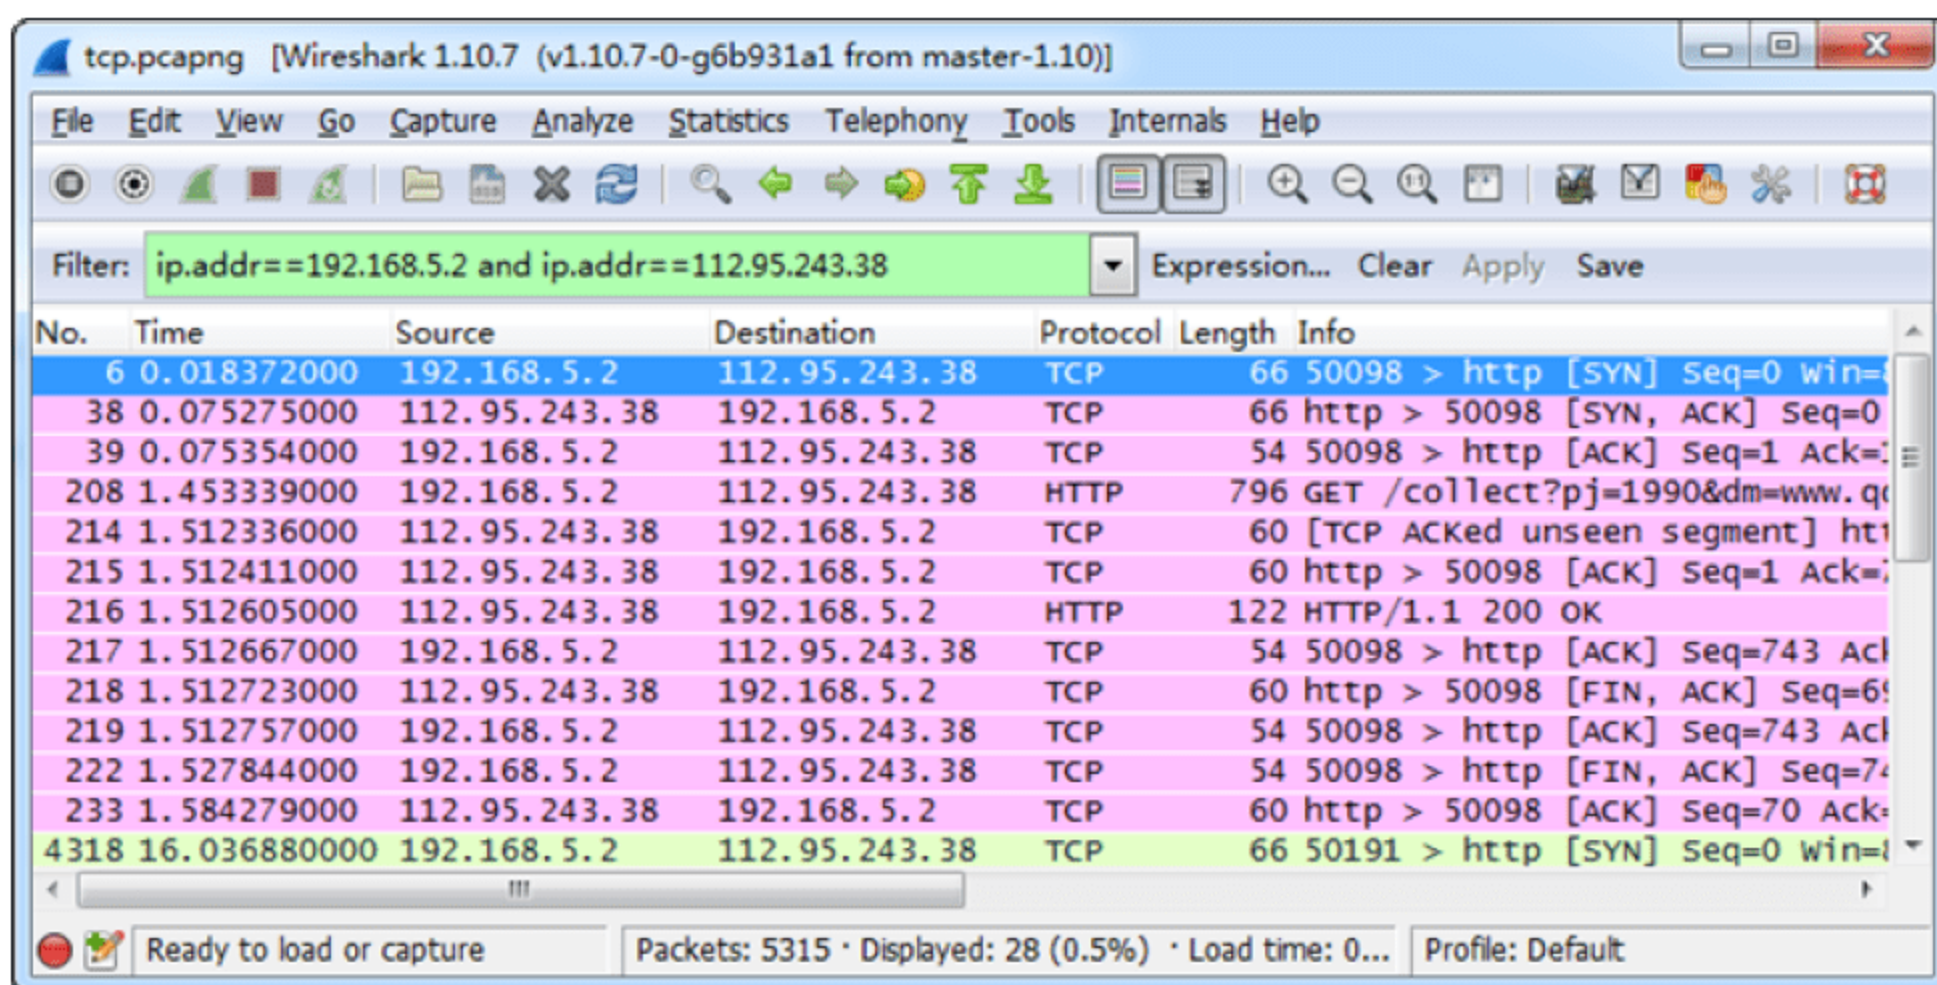 tcp.pcapng [Wireshark 1.10.7 (v1.10.7-0-g6b931a1 from master-1.10)]
File Edit View Go Capture Analyze Statistics Telephony Tools Internals Help
Filter: ip.addr==192.168.5.2 and ip.addr==112.95.243.38 Expression... Clear Apply Save
No. Time Source Destination Protocol Length Info
6 0.018372000 192.168.5.2 112.95.243.38 TCP 66 50098 > http [SYN] Seq=0 Win=
38 0.075275000 112.95.243.38 192.168.5.2 TCP 66 http > 50098 [SYN, ACK] Seq=0
39 0.075354000 192.168.5.2 112.95.243.38 TCP 54 50098 > http [ACK] Seq=1 Ack=
208 1.453339000 192.168.5.2 112.95.243.38 HTTP 796 GET /collect?pj=1990&dm=www.q
214 1.512336000 112.95.243.38 192.168.5.2 TCP 60 [TCP ACKed unseen segment] htt
215 1.512411000 112.95.243.38 192.168.5.2 TCP 60 http > 50098 [ACK] Seq=1 Ack=
216 1.512605000 112.95.243.38 192.168.5.2 HTTP 122 HTTP/1.1 200 OK
217 1.512667000 192.168.5.2 112.95.243.38 TCP 54 50098 > http [ACK] Seq=743 Ack
218 1.512723000 112.95.243.38 192.168.5.2 TCP 60 http > 50098 [FIN, ACK] Seq=69
219 1.512757000 192.168.5.2 112.95.243.38 TCP 54 50098 > http [ACK] Seq=743 Ack
222 1.527844000 192.168.5.2 112.95.243.38 TCP 54 50098 > http [FIN, ACK] Seq=74
233 1.584279000 112.95.243.38 192.168.5.2 TCP 60 http > 50098 [ACK] Seq=70 Ack=
4318 16.036880000 192.168.5.2 112.95.243.38 TCP 66 50191 > http [SYN] Seq=0 Win=
Ready to load or capture Packets: 5315 · Displayed: 28 (0.5%) · Load time: 0... Profile: Default